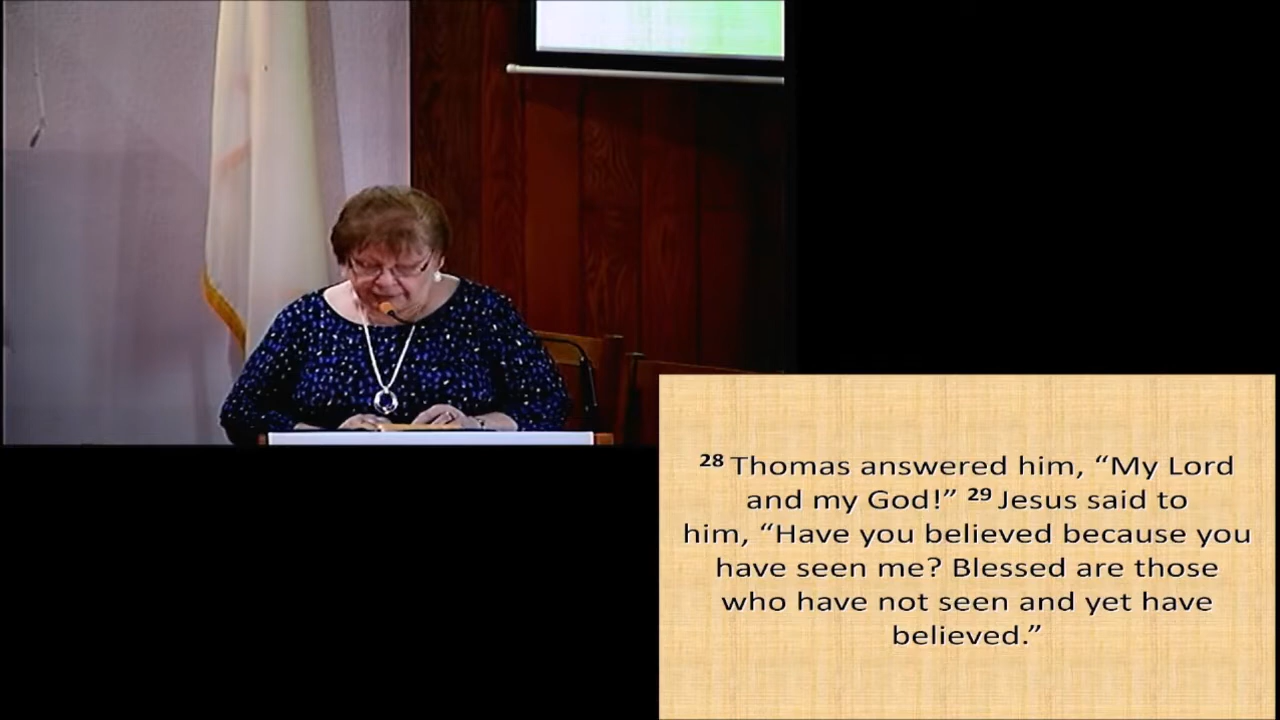 28 Thomas answered him, “My Lord
and my God!” 29 Jesus said to
him, “Have you believed because you
have seen me? Blessed are those
who have not seen and yet have
believed.”